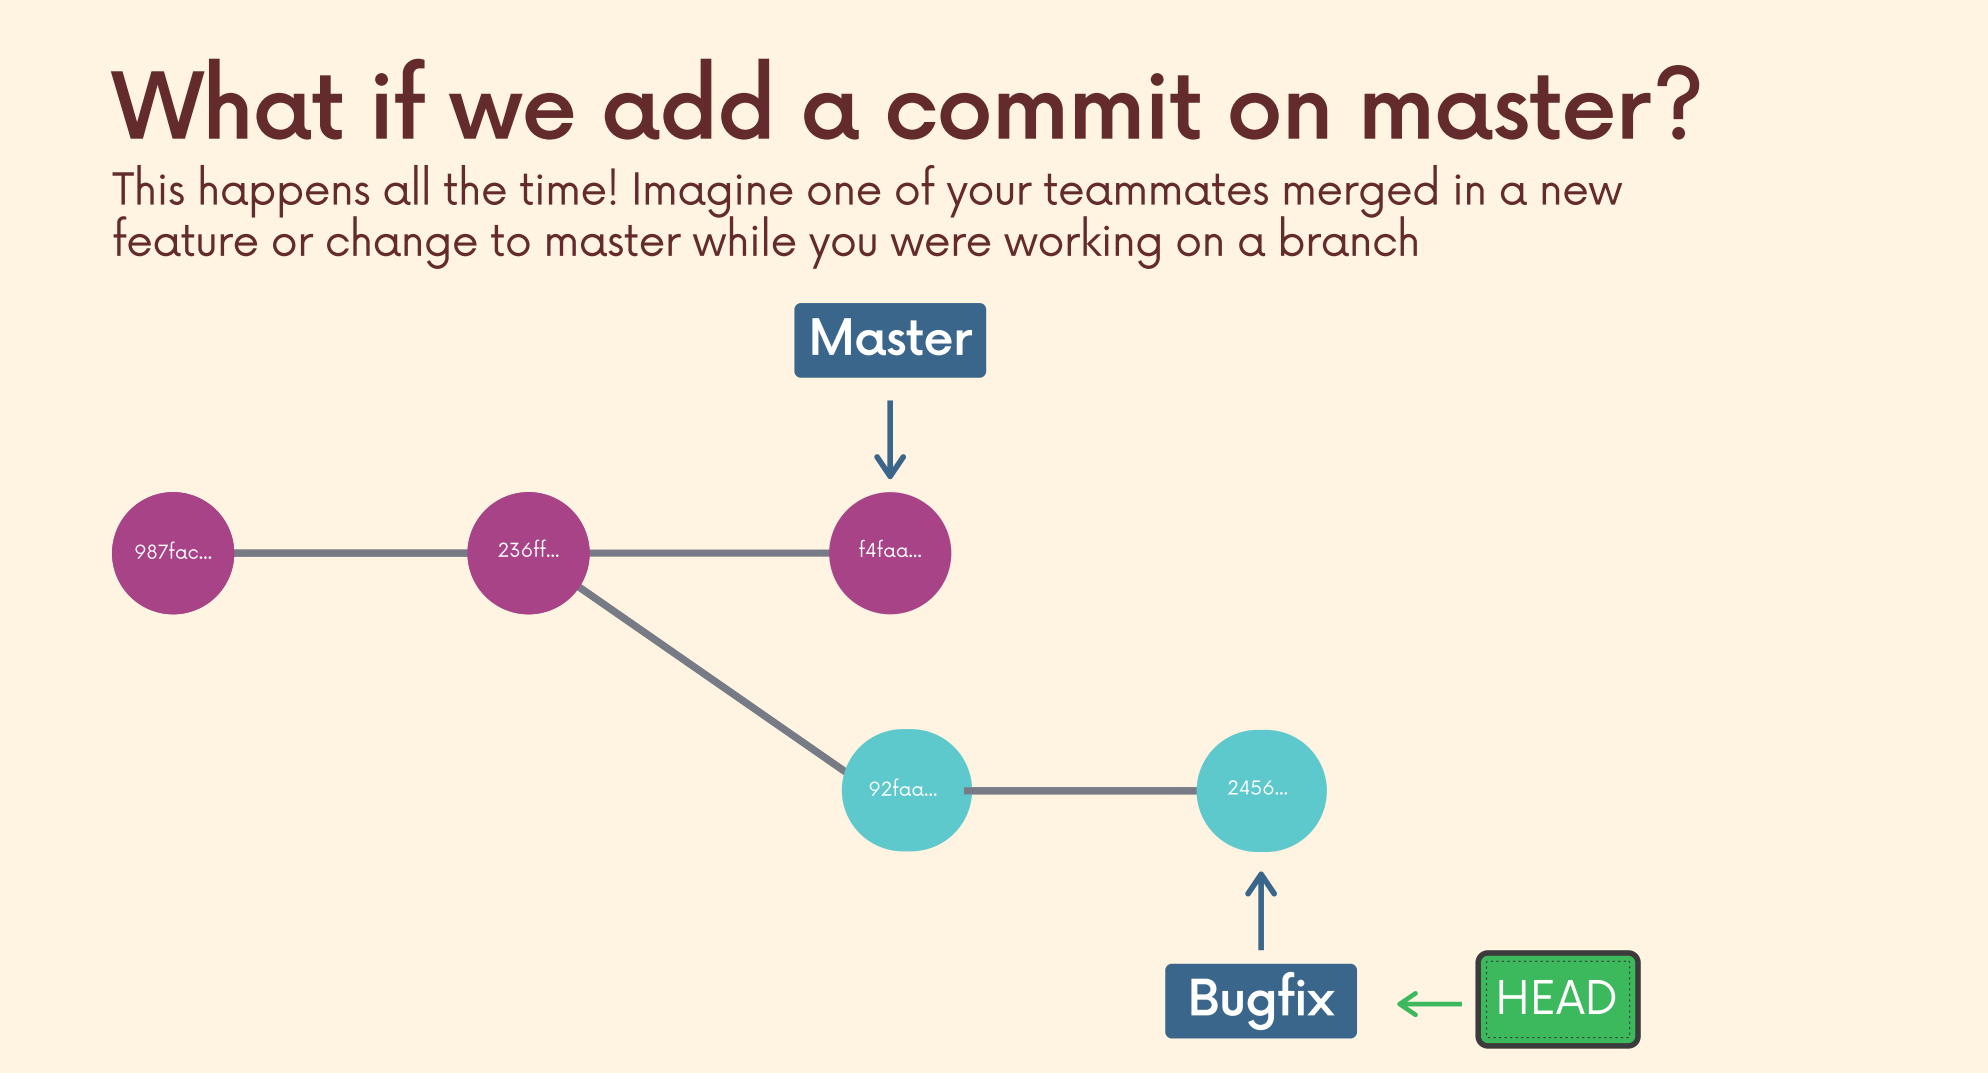 What if we add a commit on master?
This happens all the time! Imagine one of your teammates merged in a new
feature or change to master while you were working on a branch
Master
987fac...
236ff...
f4faa...
92faa...
2456...
Bugfix
HEAD